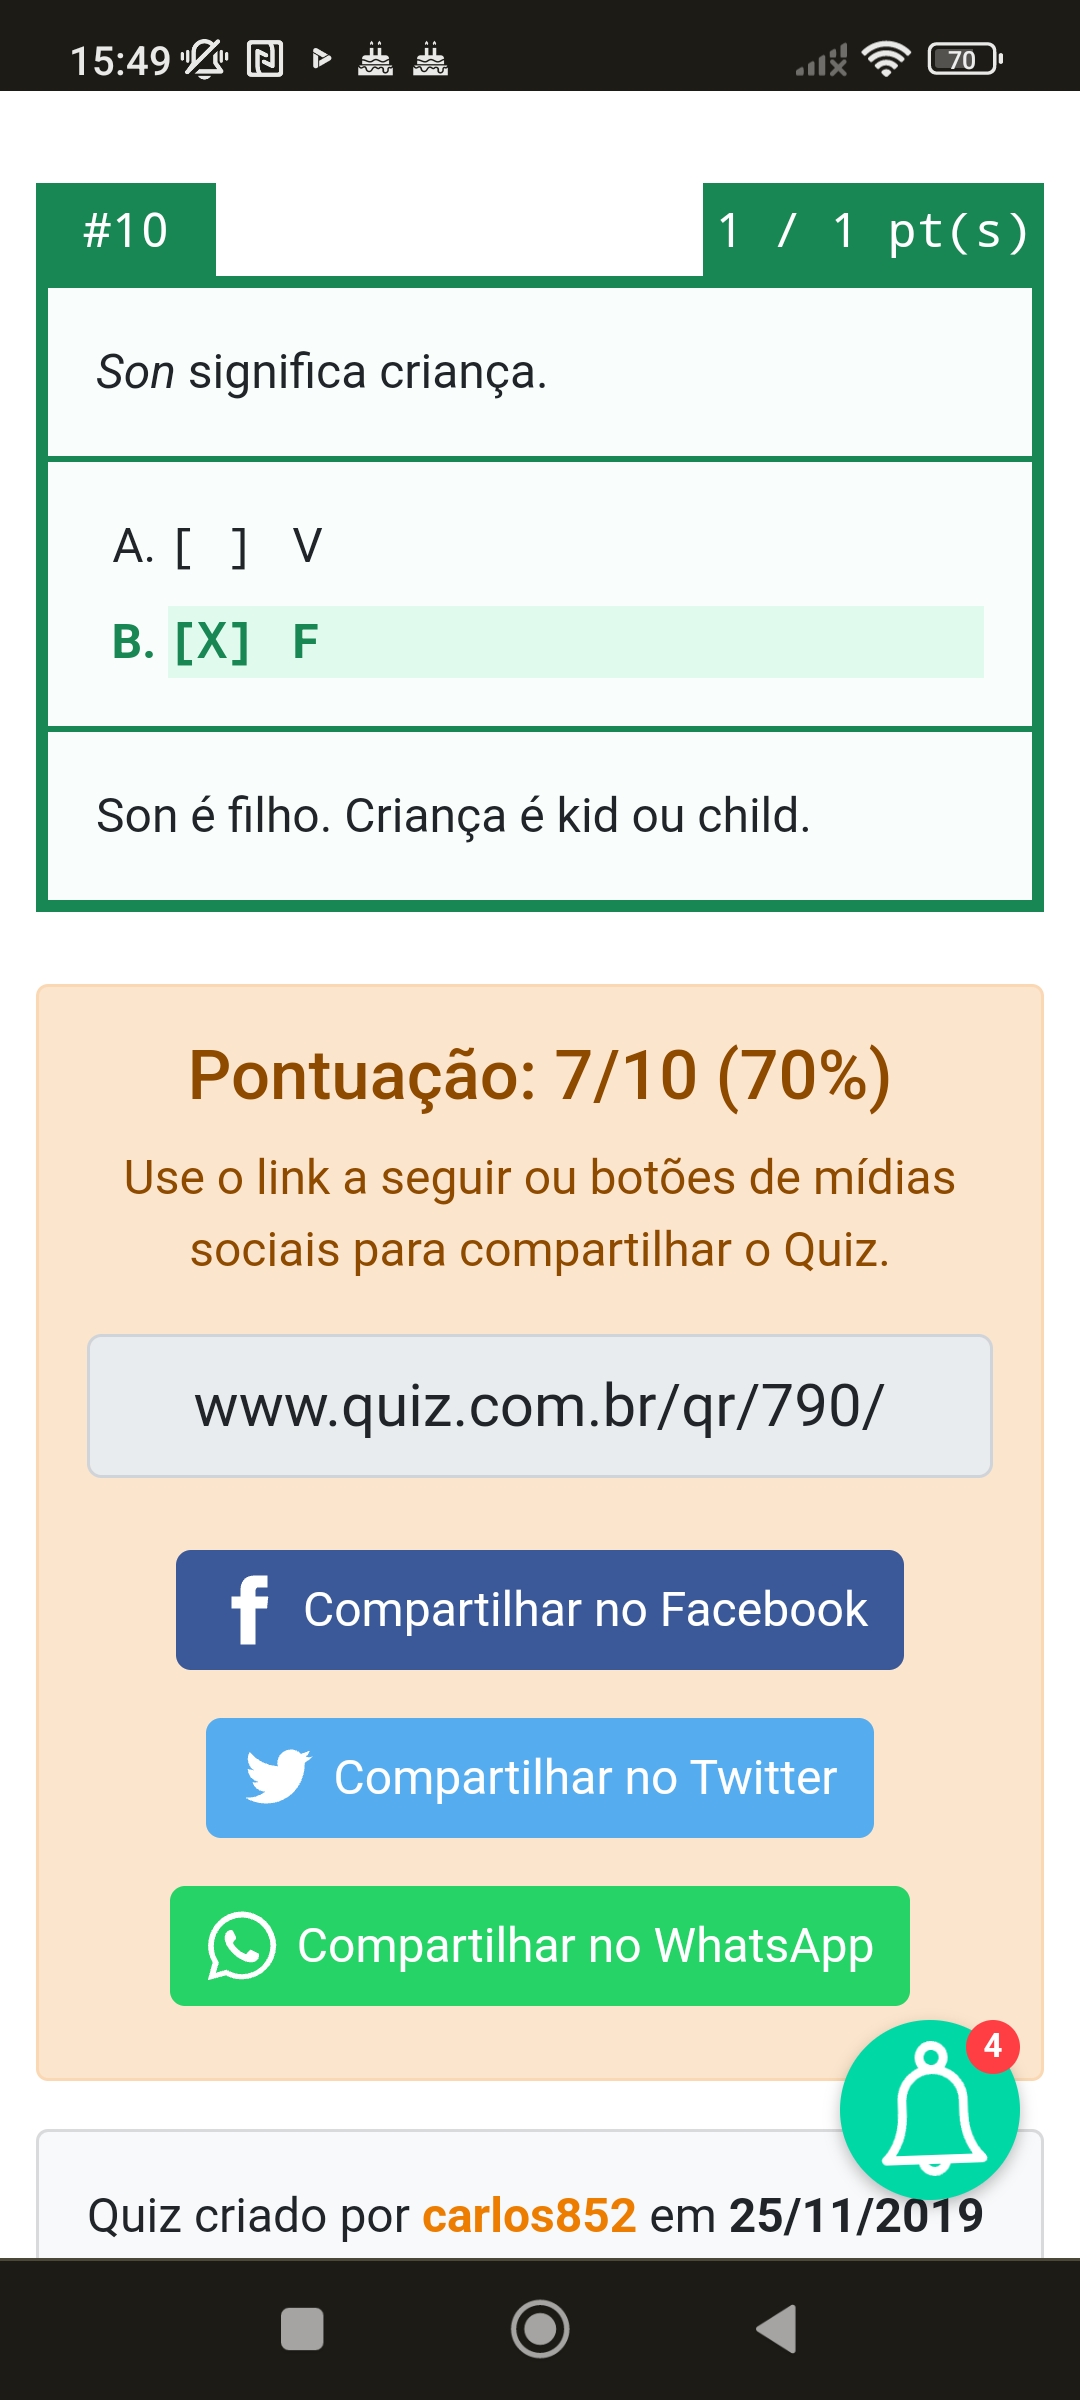 15:49
70
#10
1 / 1 pt(s)
Son significa criança.
A. [ ] V
B. [X] F
Son é filho. Criança é kid ou child.
Pontuação: 7/10 (70%)
Use o link a seguir ou botões de mídias
sociais para compartilhar o Quiz.
www.quiz.com.br/qr/790/
Compartilhar no Facebook
Compartilhar no Twitter
Compartilhar no WhatsApp
4
Quiz criado por carlos852 em 25/11/2019